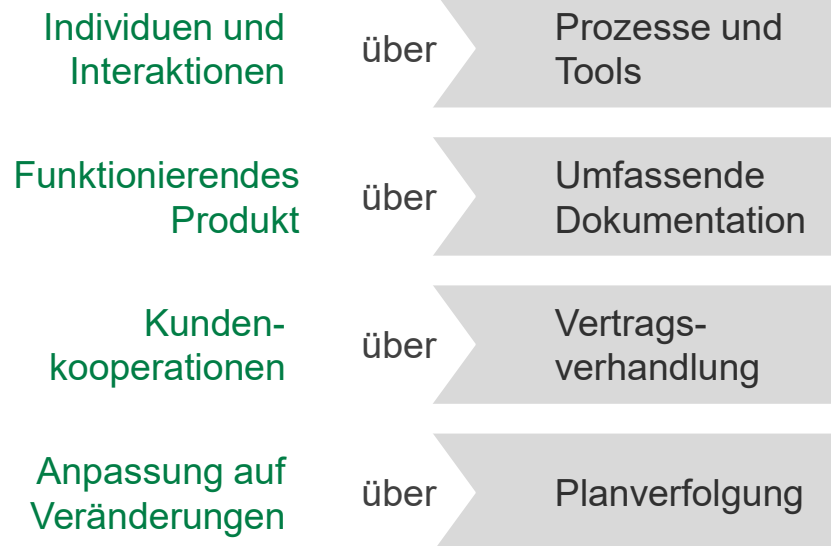 Individuen und
Interaktionen
über
Prozesse und
Tools
Funktionierendes
Produkt
über
Umfassende
Dokumentation
Kunden-
kooperationen
über
Vertrags-
verhandlung
Anpassung auf
Veränderungen
über
Planverfolgung